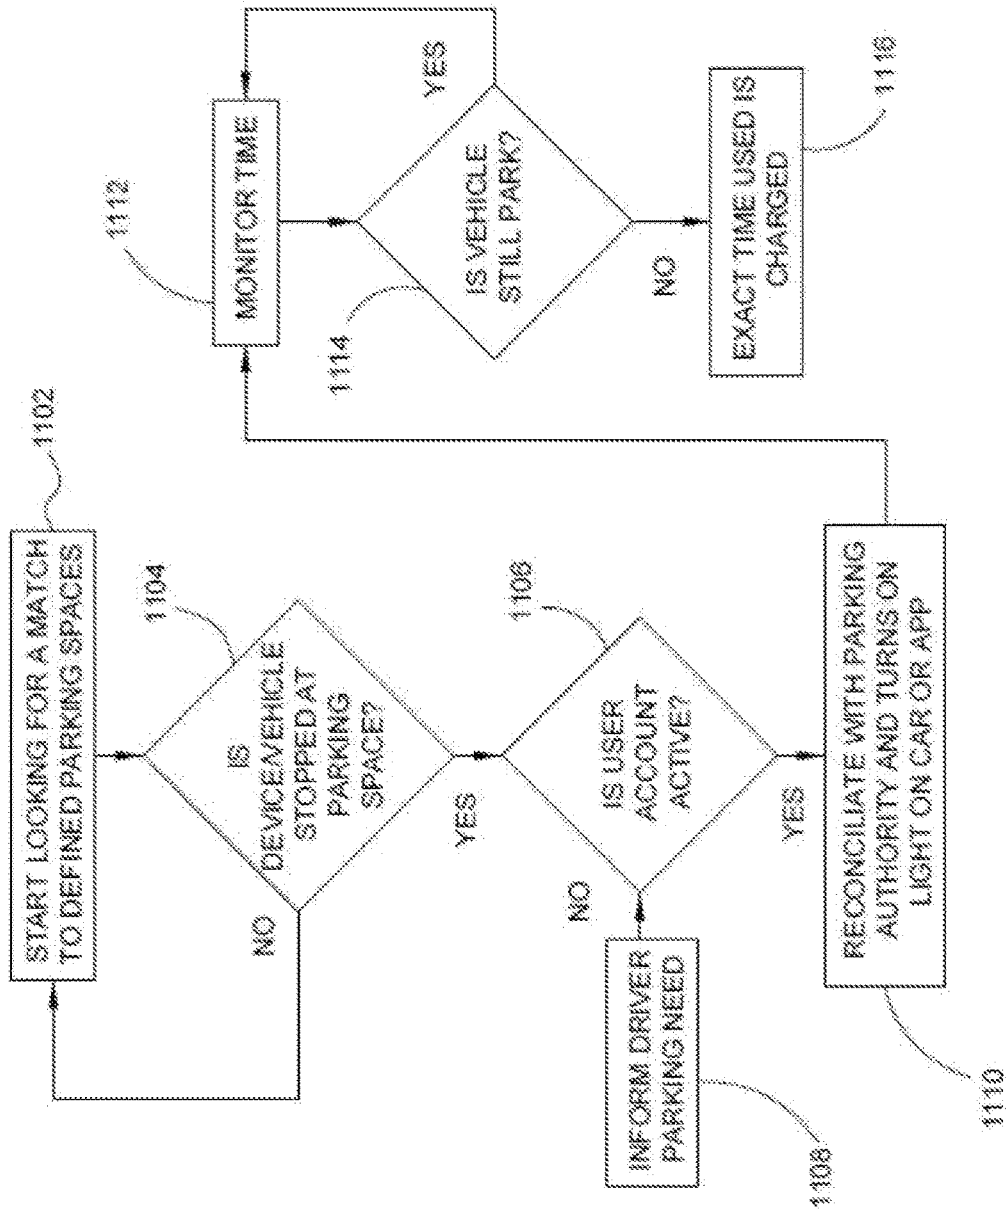 START LOOKING FOR A MATCH
TO DEFINED PARKING SPACES
1102
IS
DEVICE/VEHICLE
STOPPED AT
PARKING
SPACE?
1104
NO
YES
IS USER
ACCOUNT
ACTIVE?
1106
NO
YES
INFORM DRIVER
PARKING NEED
1108
RECONCILIATE WITH PARKING
AUTHORITY AND TURNS ON
LIGHT ON CAR OR APP
1110
MONITOR TIME
1112
IS VEHICLE
STILL PARK?
1114
YES
NO
EXACT TIME USED IS
CHARGED
1116